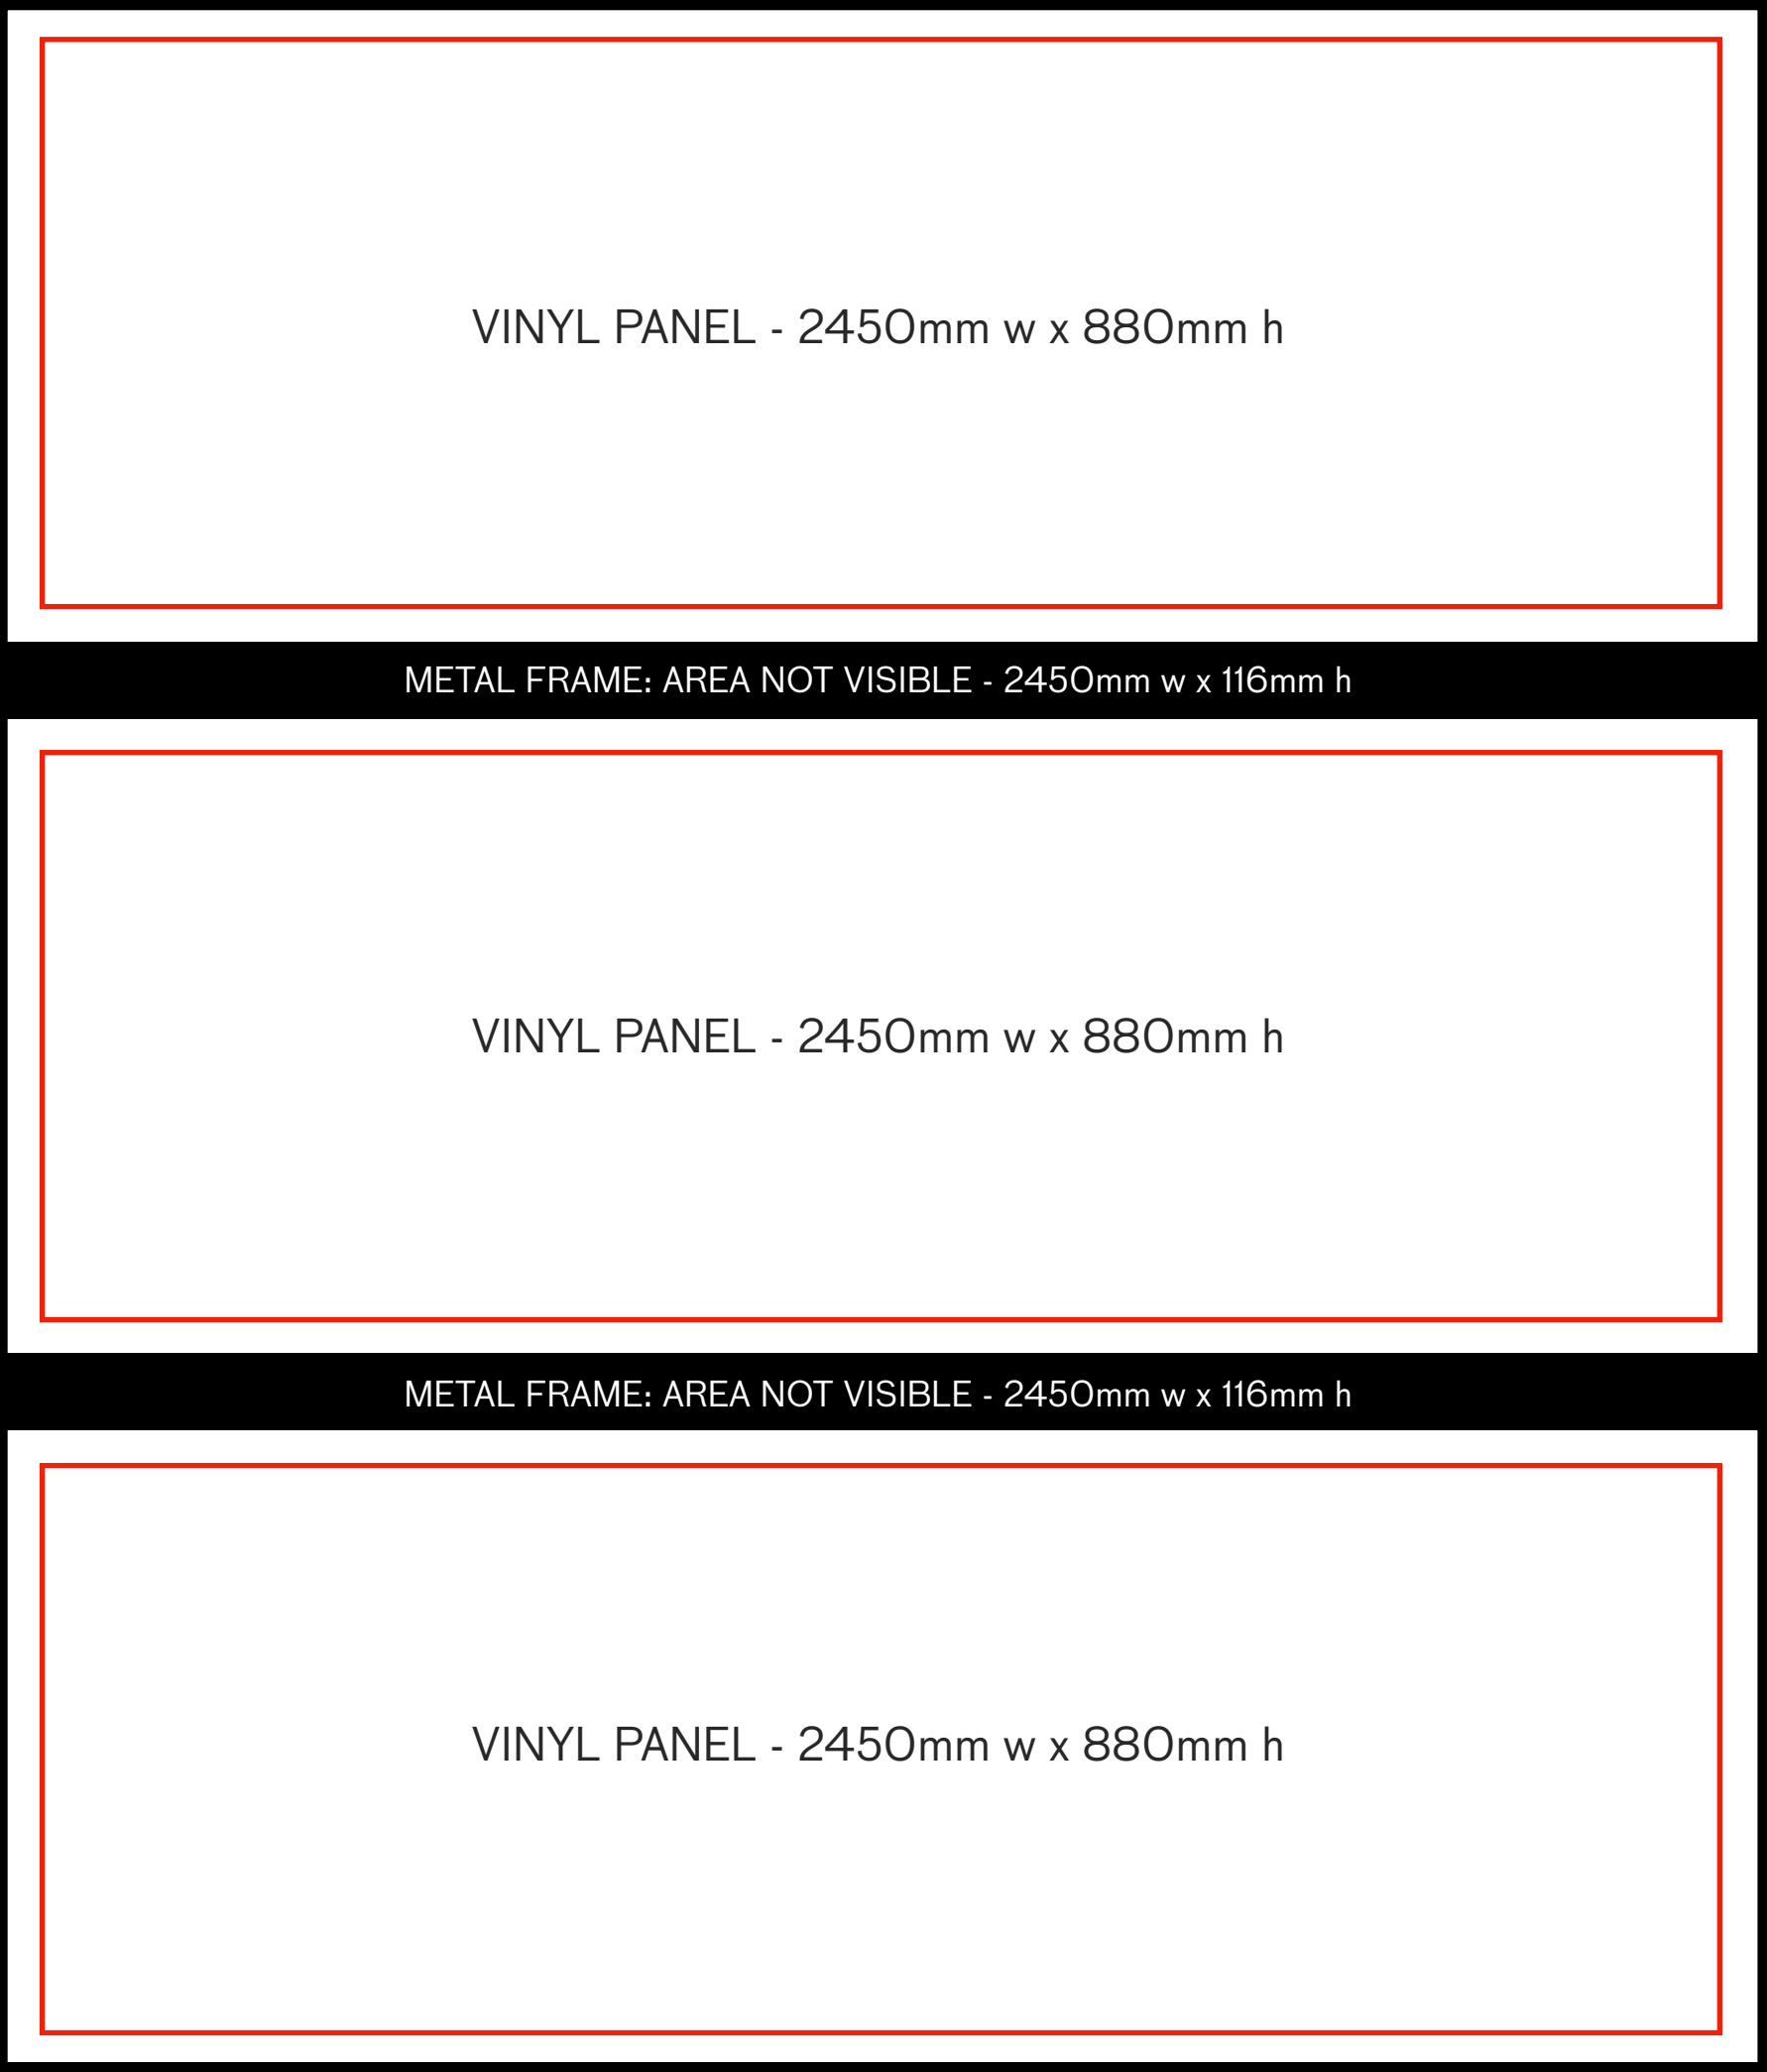 VINYL PANEL - 2450mm w x 880mm h
METAL FRAME: AREA NOT VISIBLE - 2450mm w x 116mm h
VINYL PANEL - 2450mm w x 880mm h
METAL FRAME: AREA NOT VISIBLE - 2450mm w x 116mm h
VINYL PANEL - 2450mm w x 880mm h